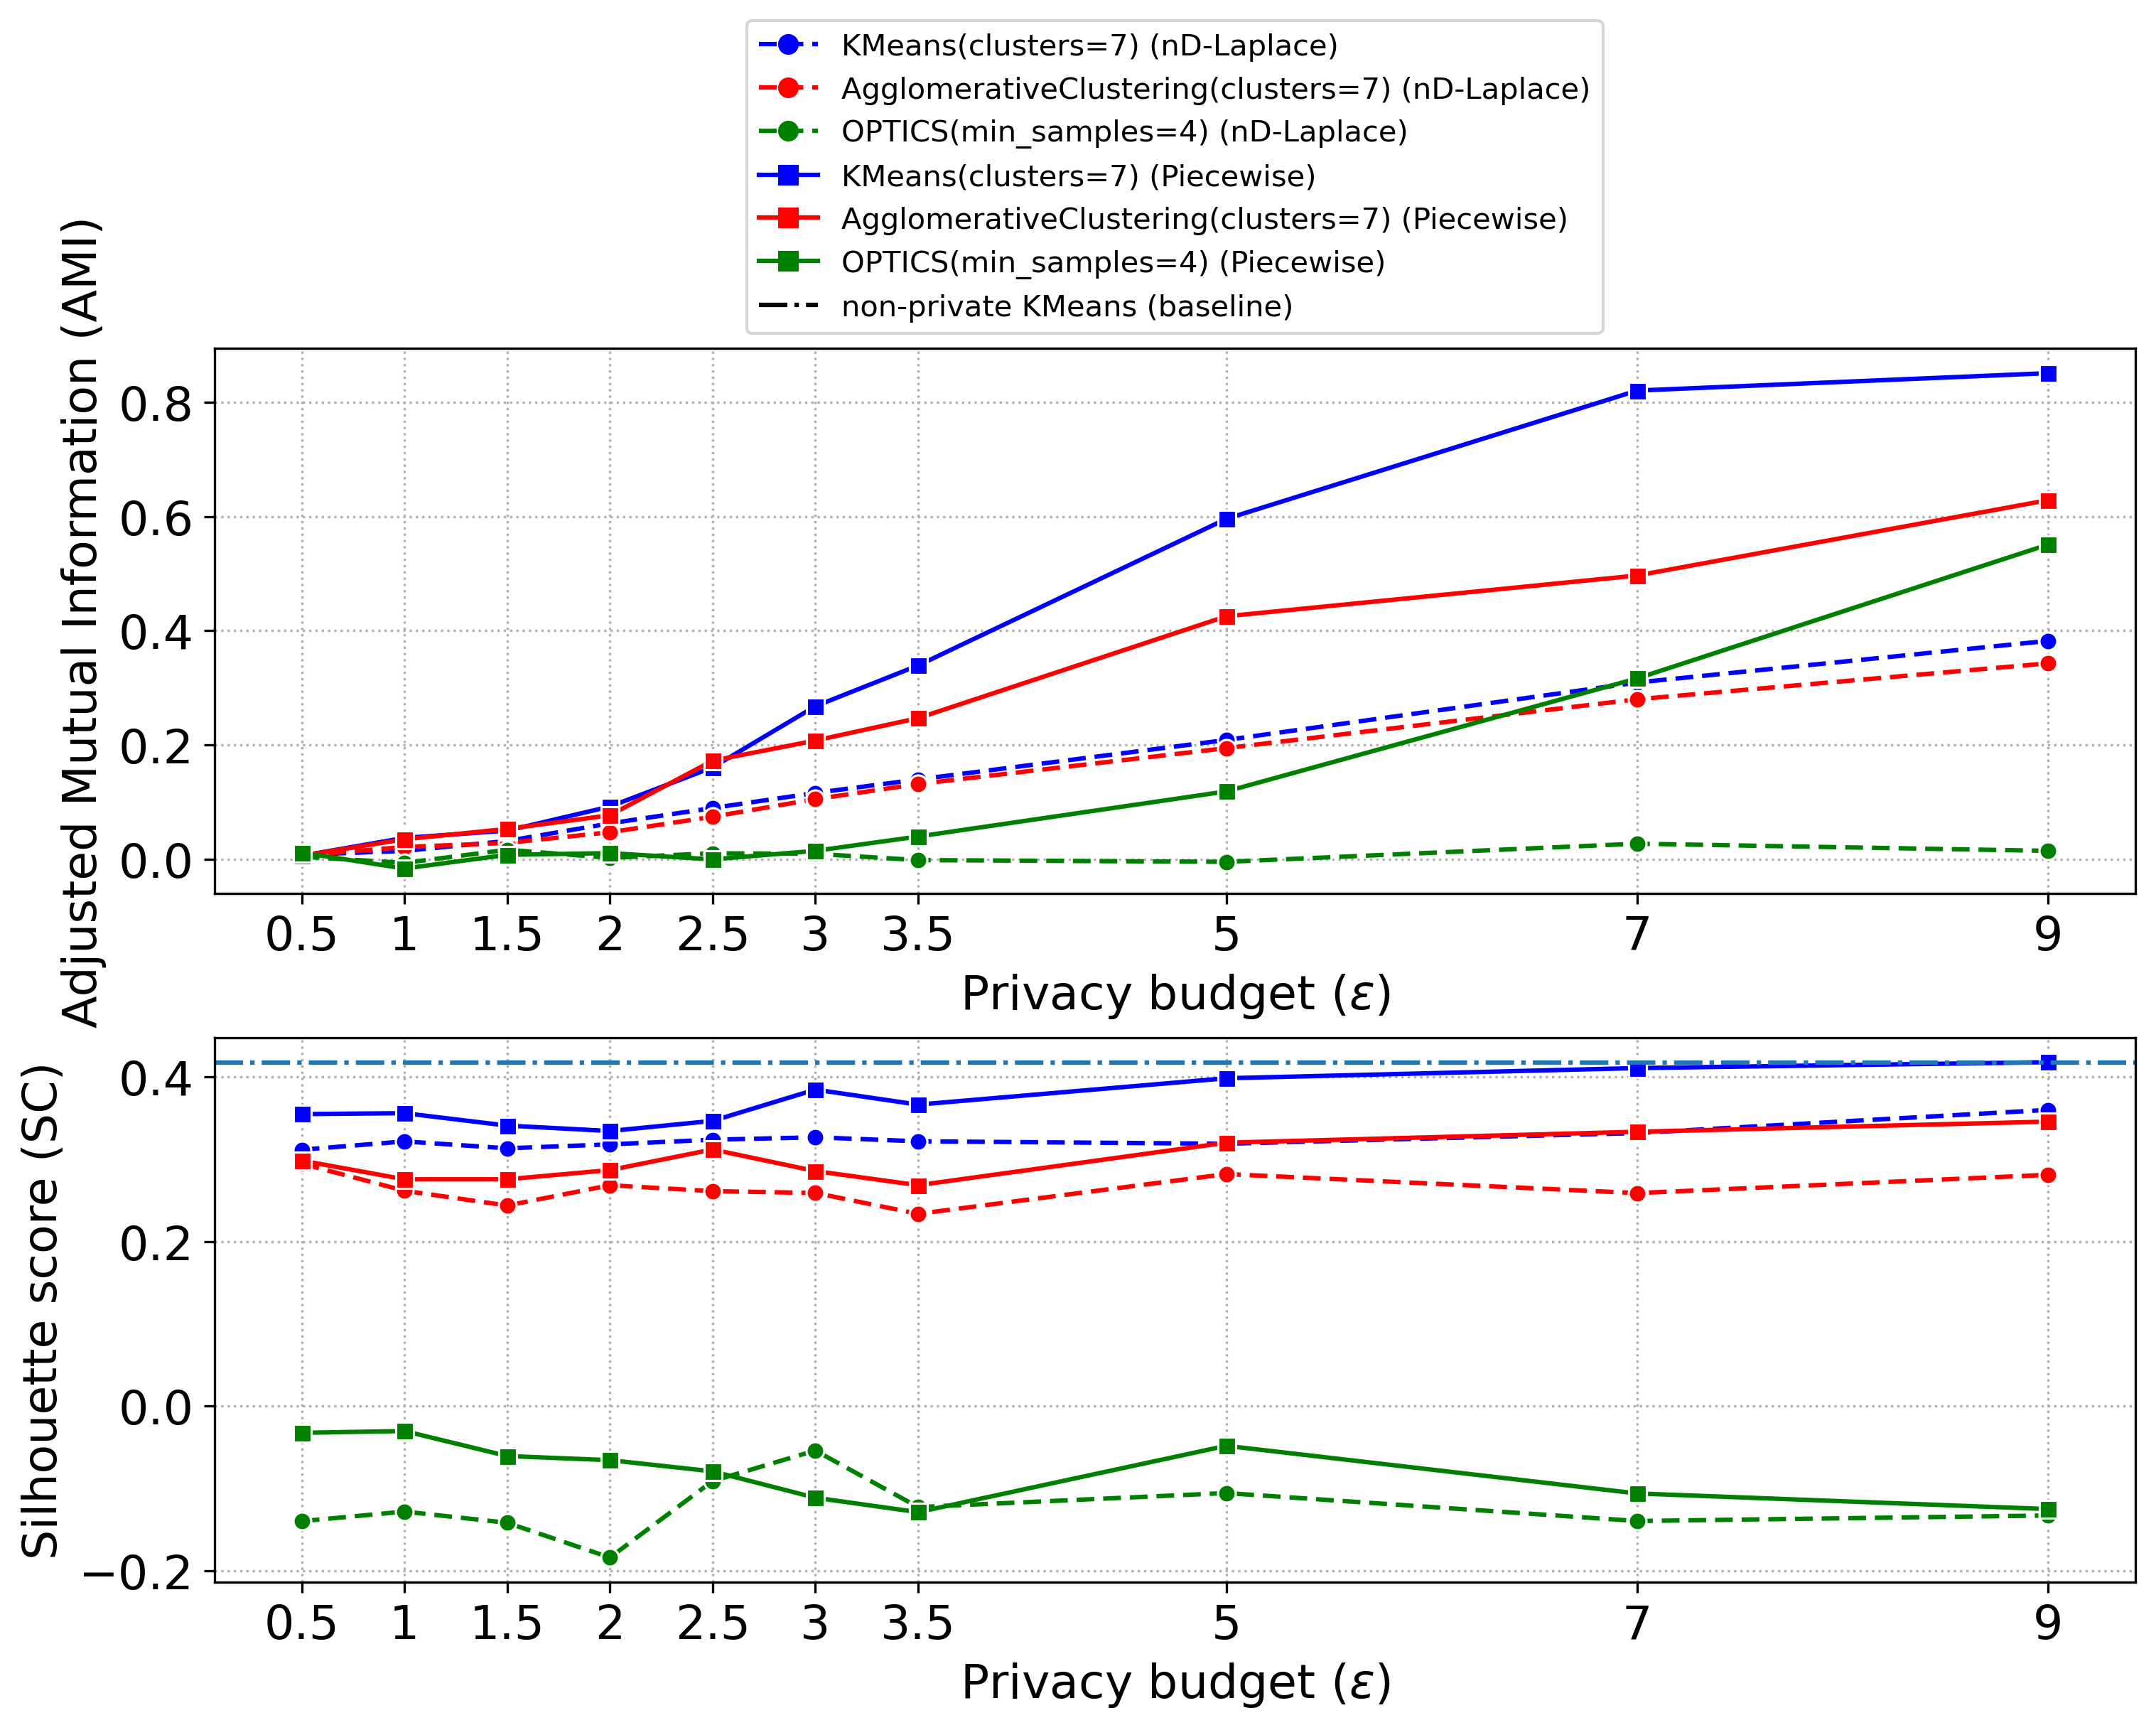 KMeans(clusters=7) (nD-Laplace)
AgglomerativeClustering(clusters=7) (nD-Laplace)
OPTICS(min_samples=4) (nD-Laplace)
KMeans(clusters=7) (Piecewise)
AgglomerativeClustering(clusters=7) (Piecewise)
OPTICS(min_samples=4) (Piecewise)
non-private KMeans (baseline)
Adjusted Mutual Information (AMI)
0.8
0.6
0.4
0.2
0.0
0.5 1 1.5 2 2.5 3 3.5 5 7 9
Privacy budget (ε)
Silhouette score (SC)
0.4
0.2
0.0
−0.2
0.5 1 1.5 2 2.5 3 3.5 5 7 9
Privacy budget (ε)